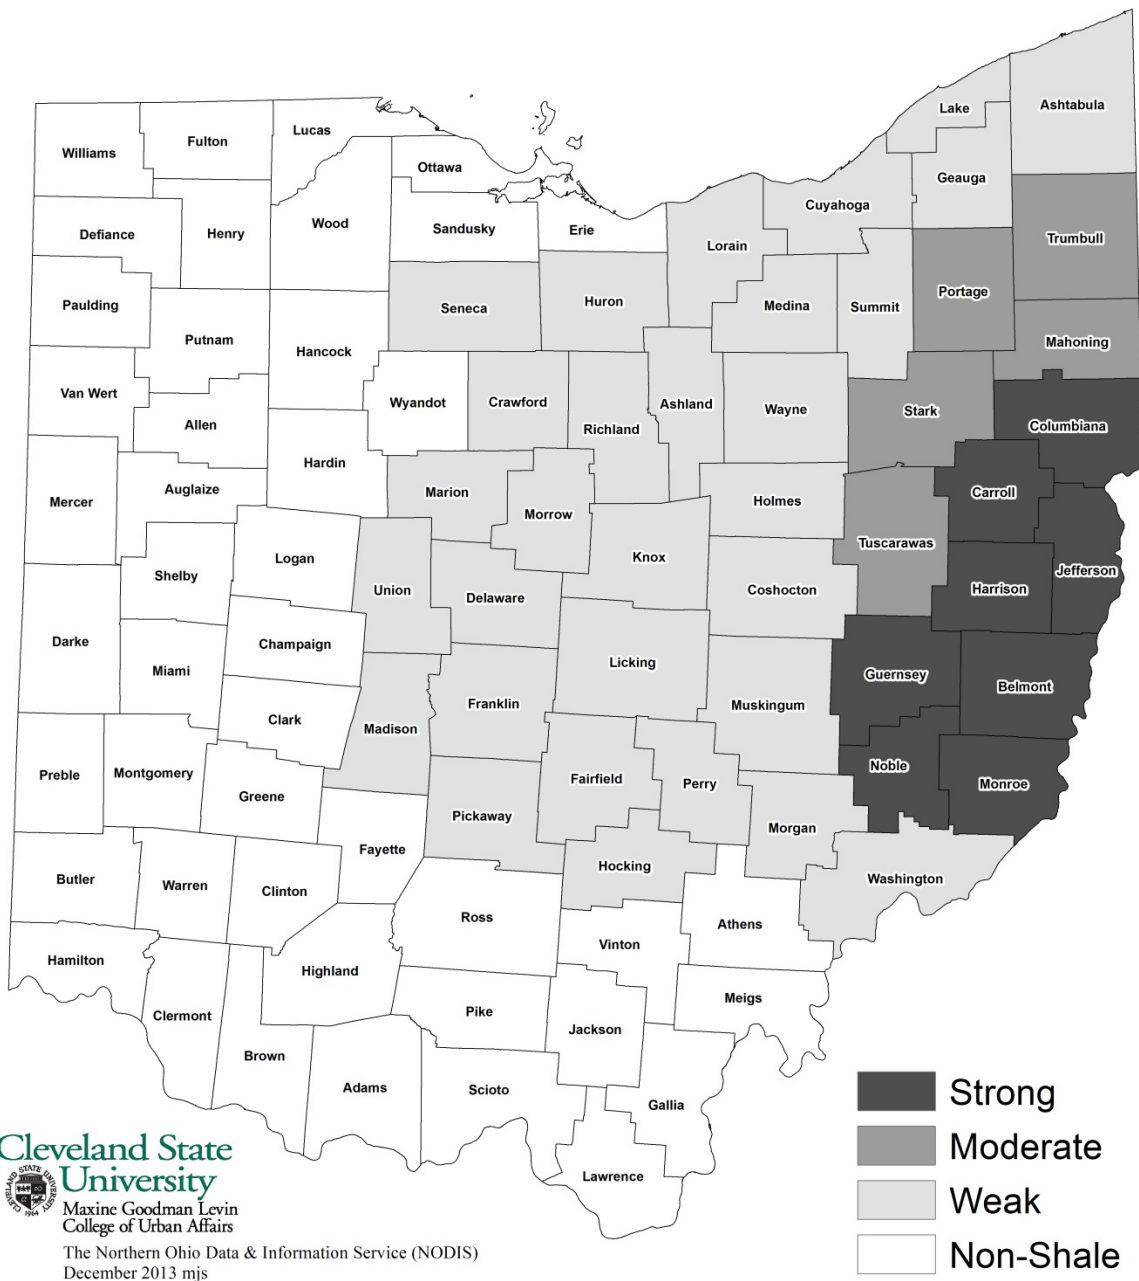 Lake
Ashtabula
Lucas
Fulton
Williams
Ottawa
Geauga
Cuyahoga
Wood
Sandusky
Erie
Henry
Defiance
Lorain
Trumbull
Portage
Huron
Seneca
Medina
Summit
Paulding
Putnam
Mahoning
Hancock
Van Wert
Wyandot
Crawford
Ashland
Wayne
Stark
Allen
Richland
Columbiana
Hardin
Auglaize
Marion
Carroll
Mercer
Holmes
Morrow
Tuscarawas
Logan
Knox
Jefferson
Shelby
Union
Coshocton
Harrison
Delaware
Darke
Champaign
Licking
Miami
Guernsey
Belmont
Franklin
Muskingum
Clark
Madison
Noble
Preble
Montgomery
Fairfield
Perry
Monroe
Greene
Pickaway
Morgan
Fayette
Hocking
Butler
Warren
Clinton
Washington
Ross
Athens
Vinton
Hamilton
Highland
Meigs
Pike
Clermont
Jackson
Brown
Adams
Scioto
Gallia
Lawrence
Strong
Moderate
Weak
Non-Shale
Cleveland State
University
CLEVELAND STATE UNIVERSITY
1964
Maxine Goodman Levin
College of Urban Affairs
The Northern Ohio Data & Information Service (NODIS)
December 2013 mjs